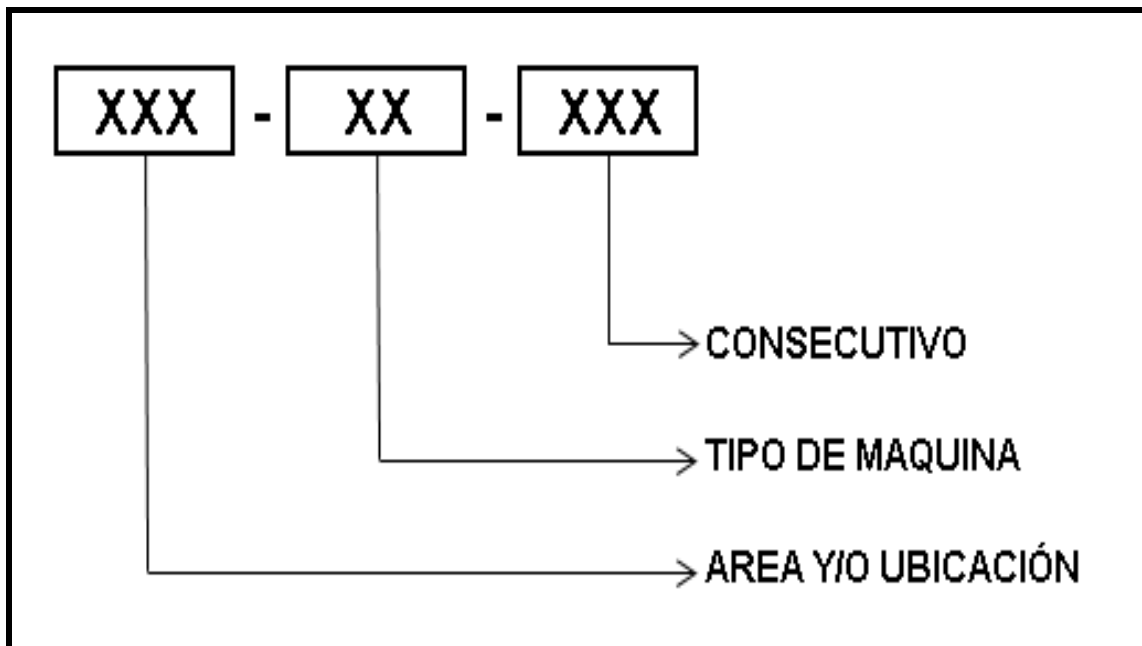 XXX - XX - XXX
CONSECUTIVO
TIPO DE MAQUINA
AREA Y/O UBICACIÓN